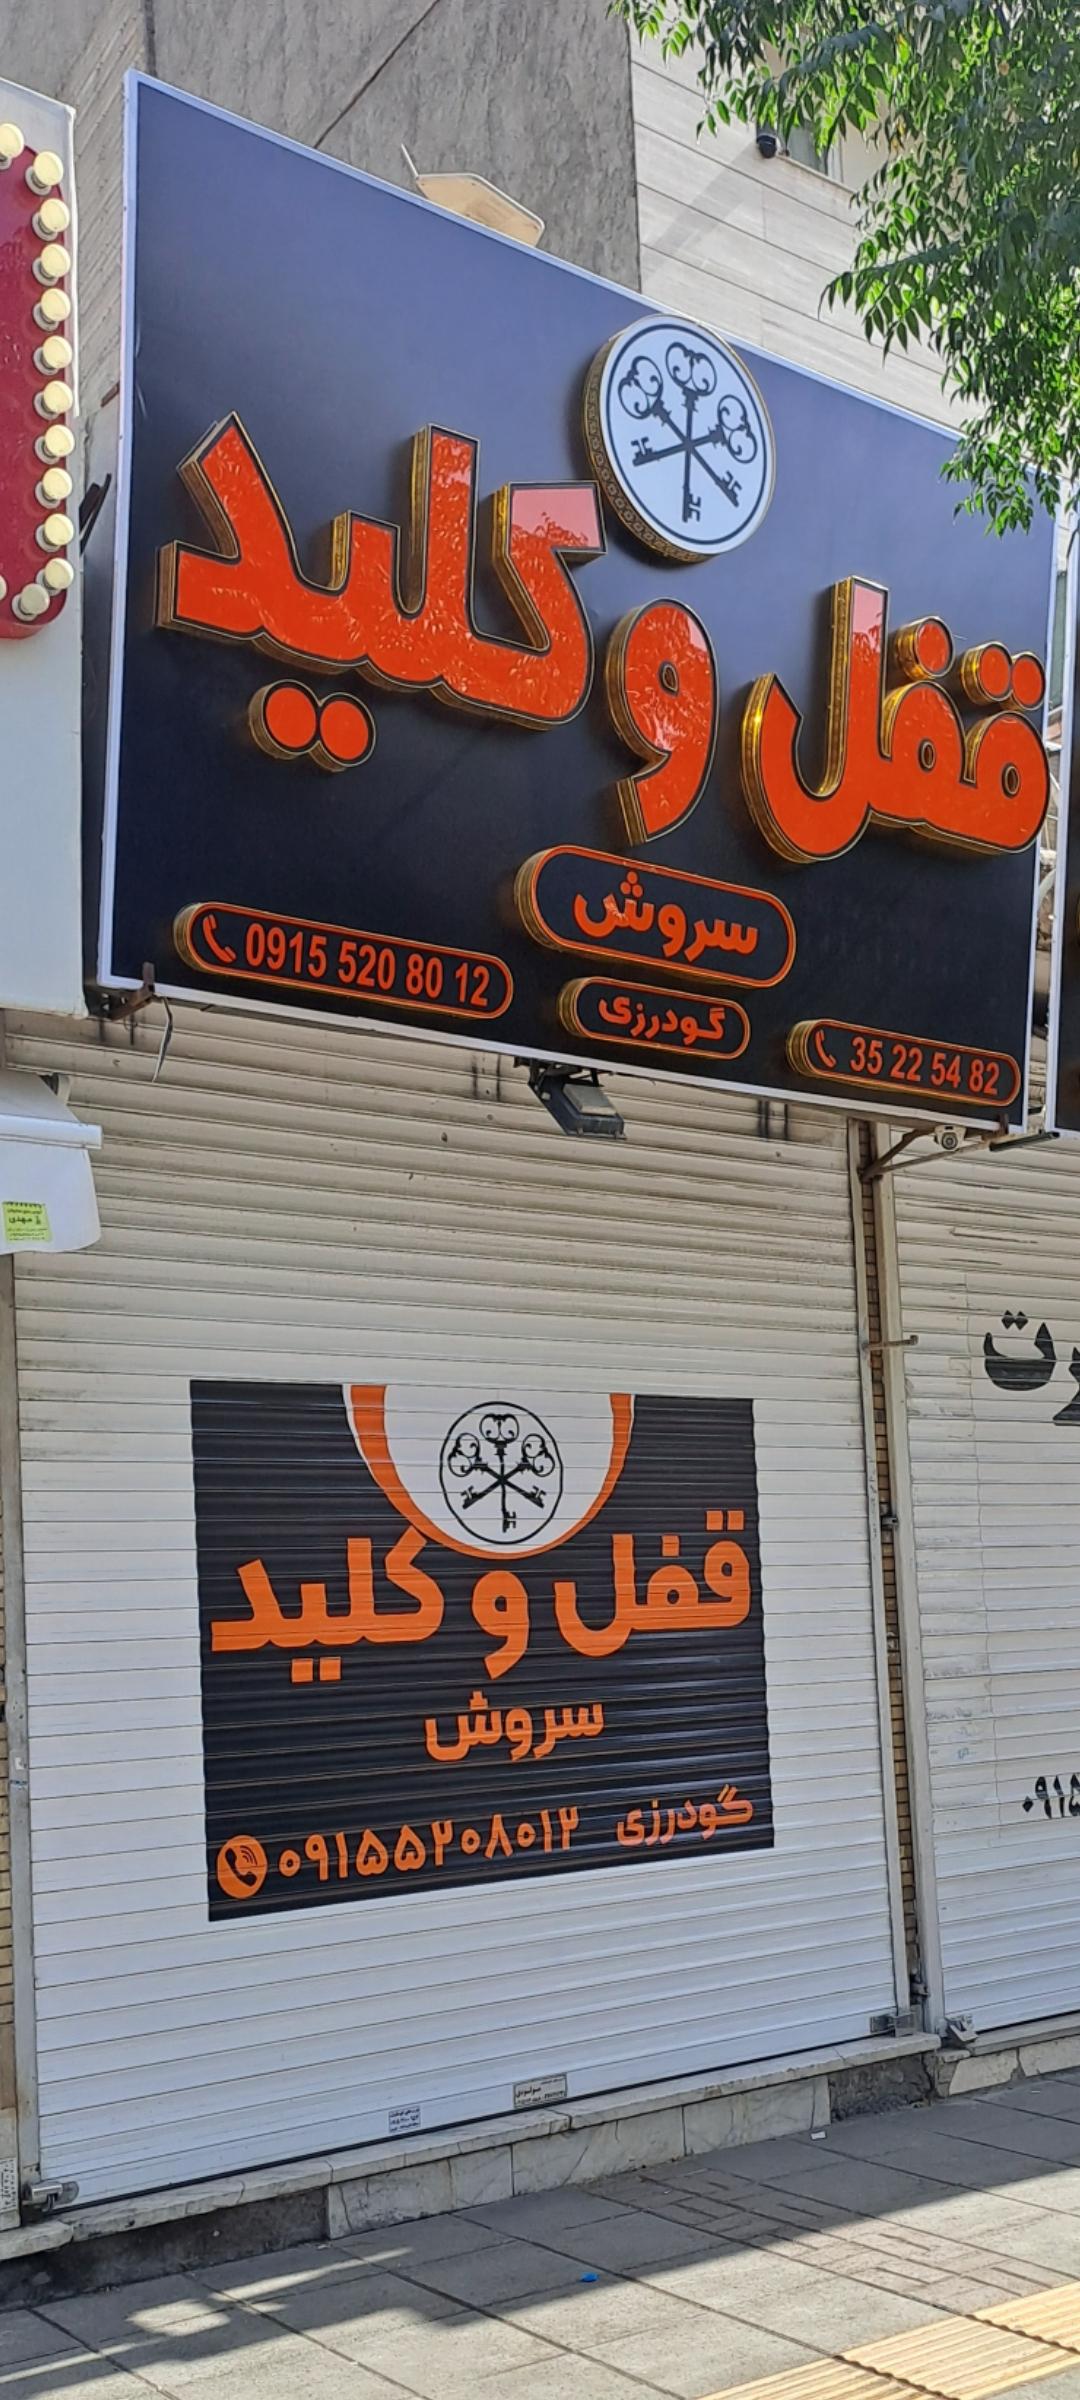 قفل و کلید
سروش
0915 520 80 12
گودرزی
35 22 54 82
قفل و کلید
سروش
گودرزی
۰۹۱۵۵۲۰۸۰۱۲